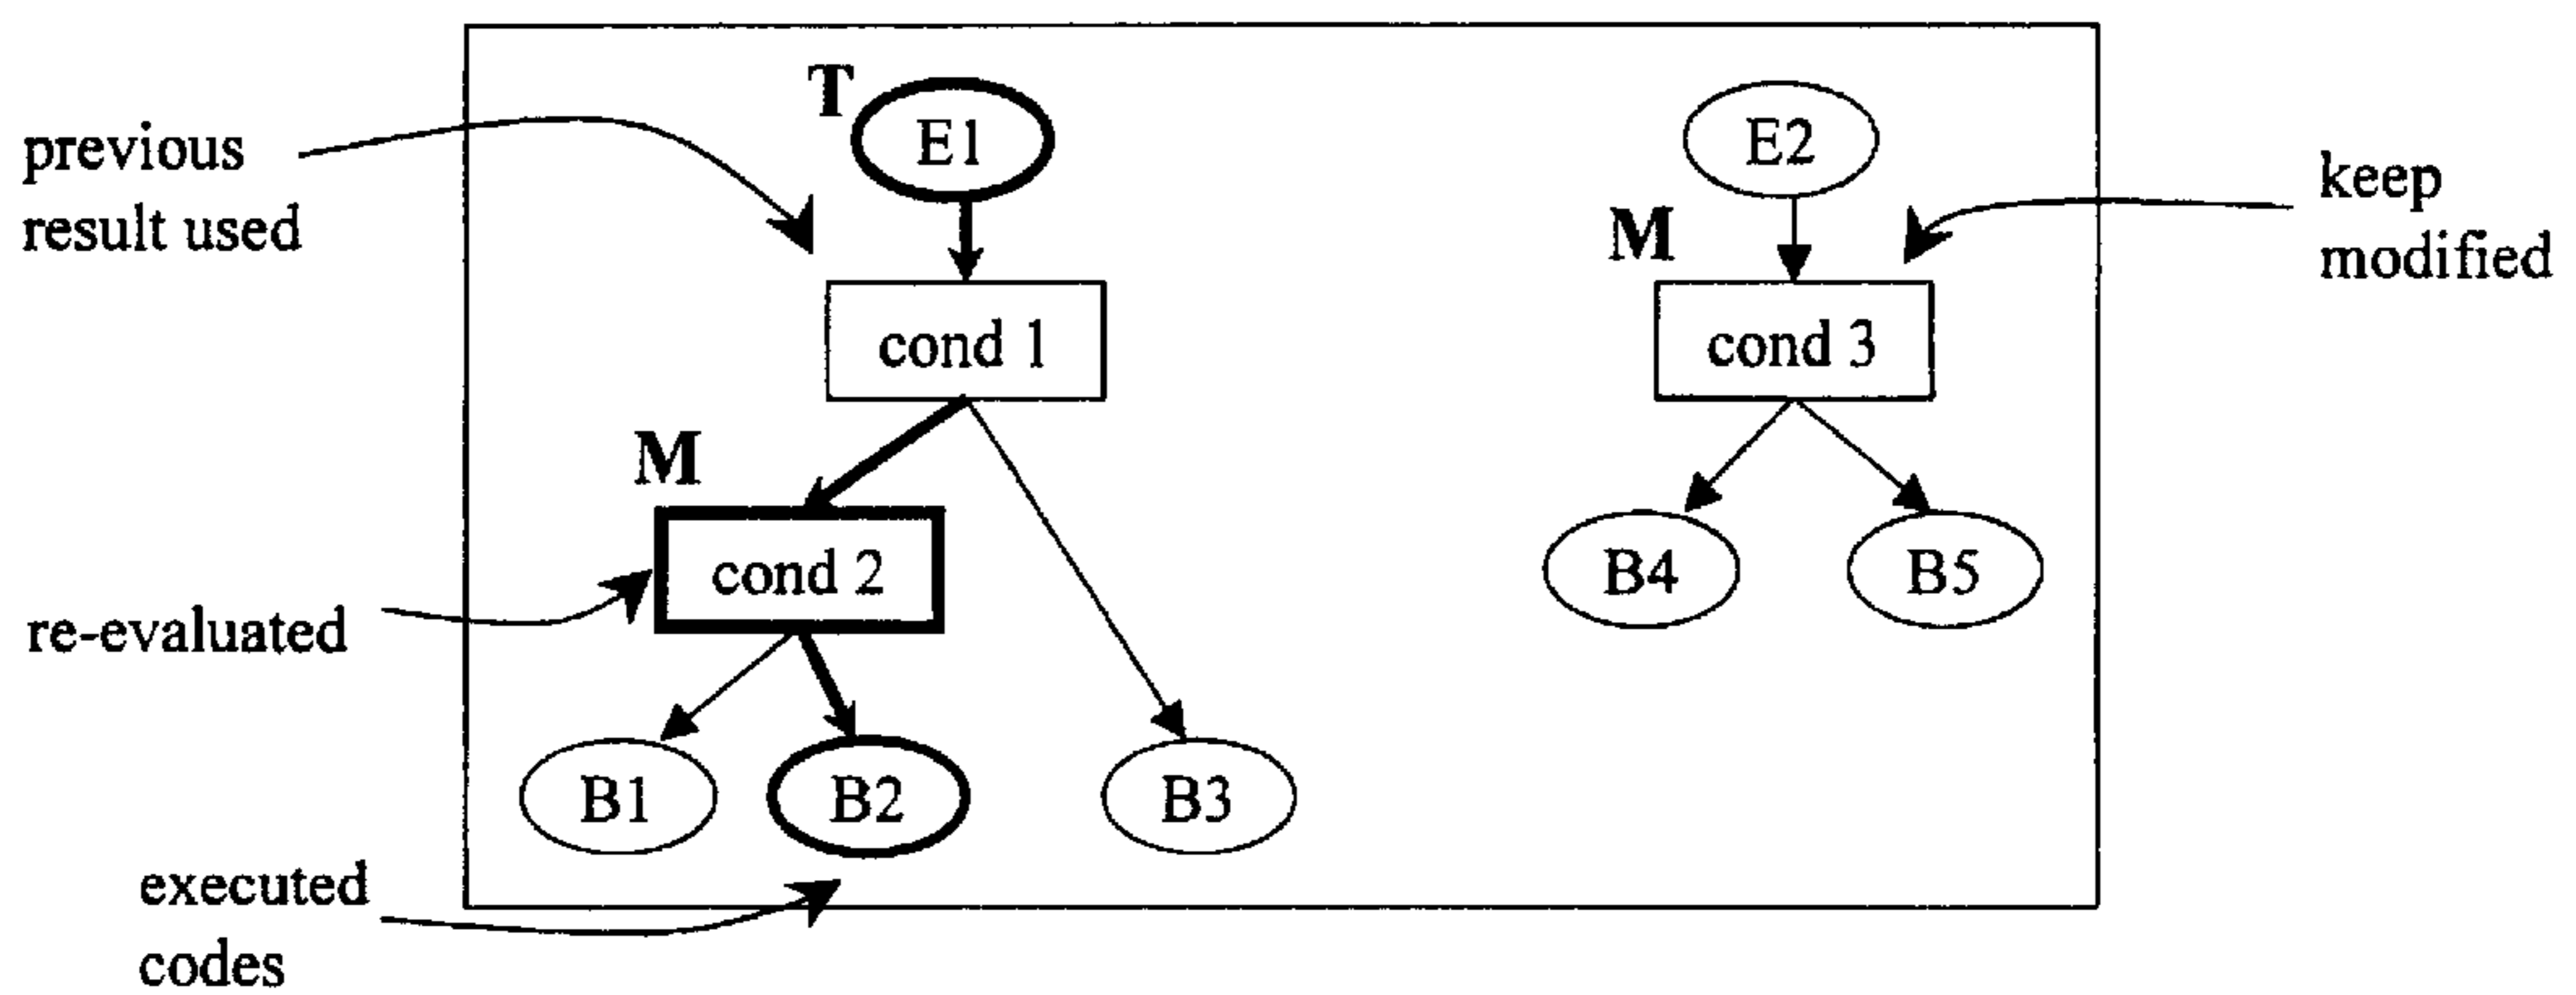 T
E1
E2
previous
result used
keep
modified
M
cond 1
cond 3
M
cond 2
B4
B5
re-evaluated
B1
B2
B3
executed
codes